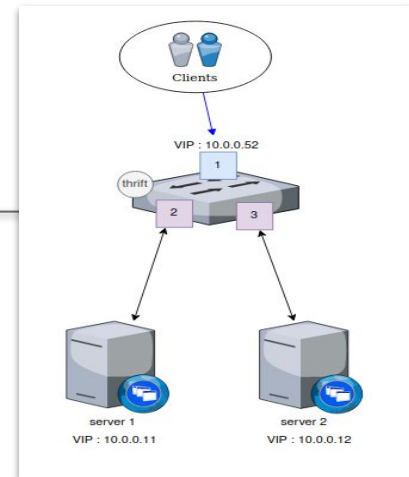 Clients
VIP : 10.0.0.52
1
thrift
2
3
server 1
VIP : 10.0.0.11
server 2
VIP : 10.0.0.12